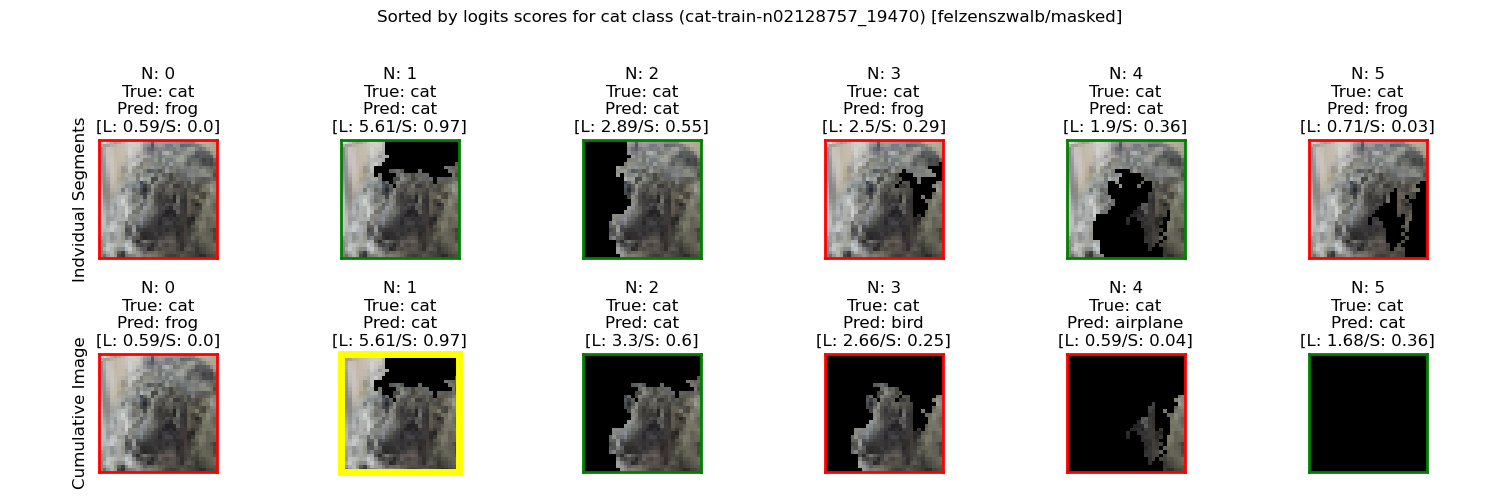 Sorted by logits scores for cat class (cat-train-n02128757_19470) [felzenszwalb/masked]
Indvidual Segments
N: 0
True: cat
Pred: frog
[L: 0.59/S: 0.0]
N: 1
True: cat
Pred: cat
[L: 5.61/S: 0.97]
N: 2
True: cat
Pred: cat
[L: 2.89/S: 0.55]
N: 3
True: cat
Pred: frog
[L: 2.5/S: 0.29]
N: 4
True: cat
Pred: cat
[L: 1.9/S: 0.36]
N: 5
True: cat
Pred: frog
[L: 0.71/S: 0.03]
Cumulative Image
N: 0
True: cat
Pred: frog
[L: 0.59/S: 0.0]
N: 1
True: cat
Pred: cat
[L: 5.61/S: 0.97]
N: 2
True: cat
Pred: cat
[L: 3.3/S: 0.6]
N: 3
True: cat
Pred: bird
[L: 2.66/S: 0.25]
N: 4
True: cat
Pred: airplane
[L: 0.59/S: 0.04]
N: 5
True: cat
Pred: cat
[L: 1.68/S: 0.36]